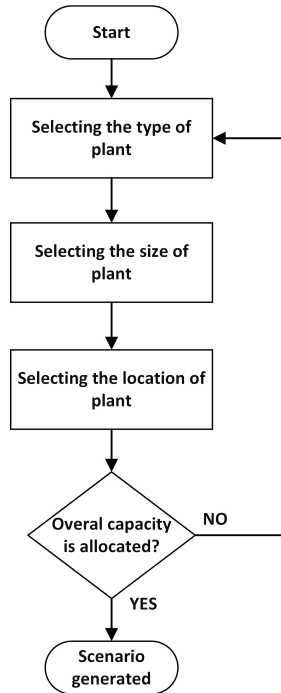 Start
Selecting the type of
plant
Selecting the size of
plant
Selecting the location of
plant
Overal capacity
is allocated?
NO
YES
Scenario
generated